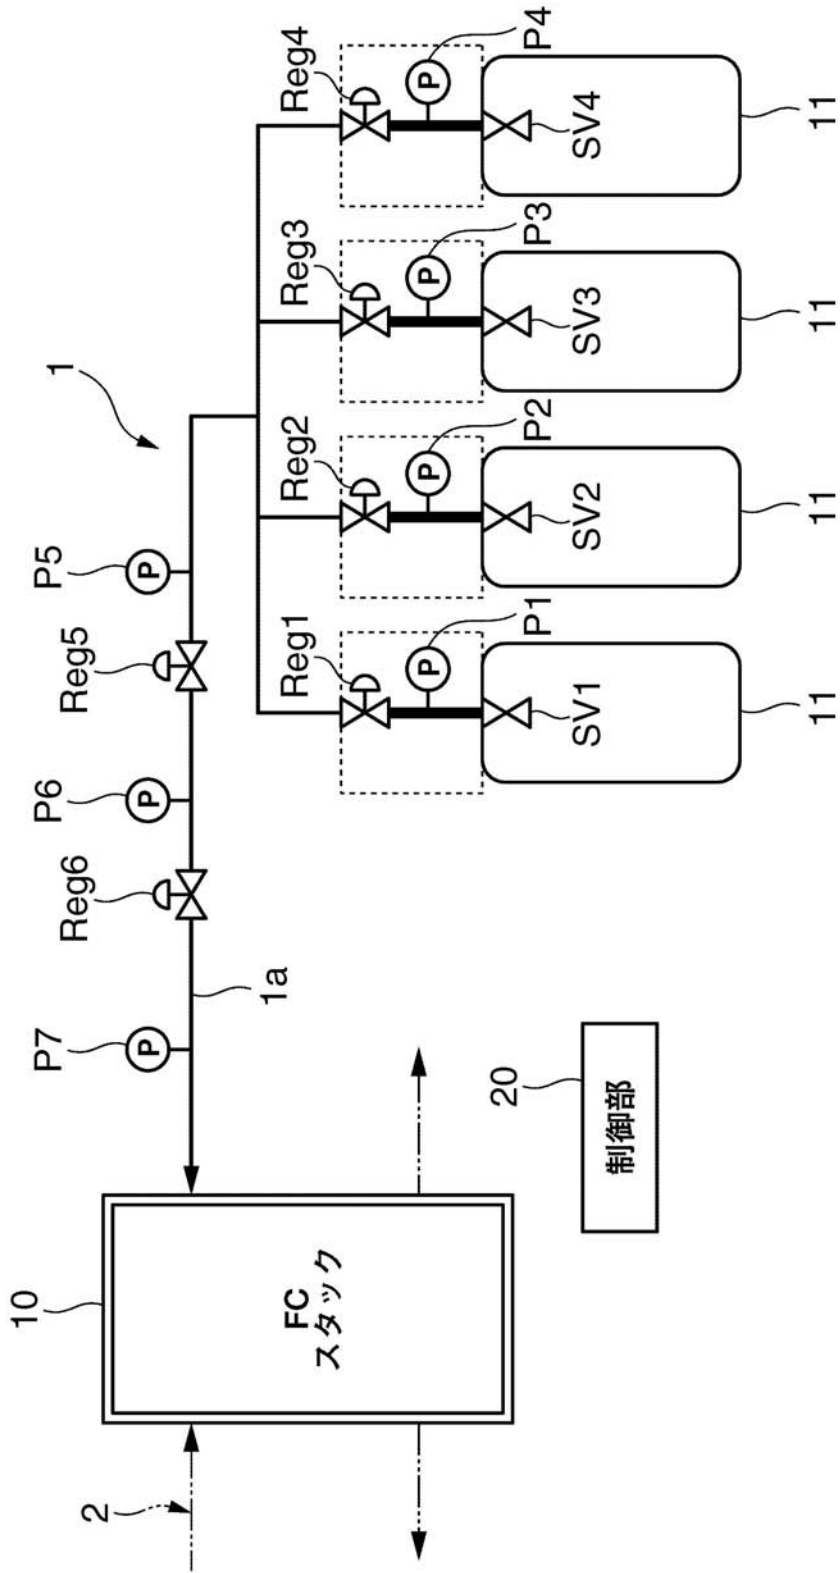 1
P7
P6
P5
Reg6
Reg5
1a
10
2
FC
スタック
20
制御部
Reg1
Reg2
Reg3
Reg4
P
P
P
P
P
P
P
P1
P2
P3
P4
SV1
SV2
SV3
SV4
11
11
11
11